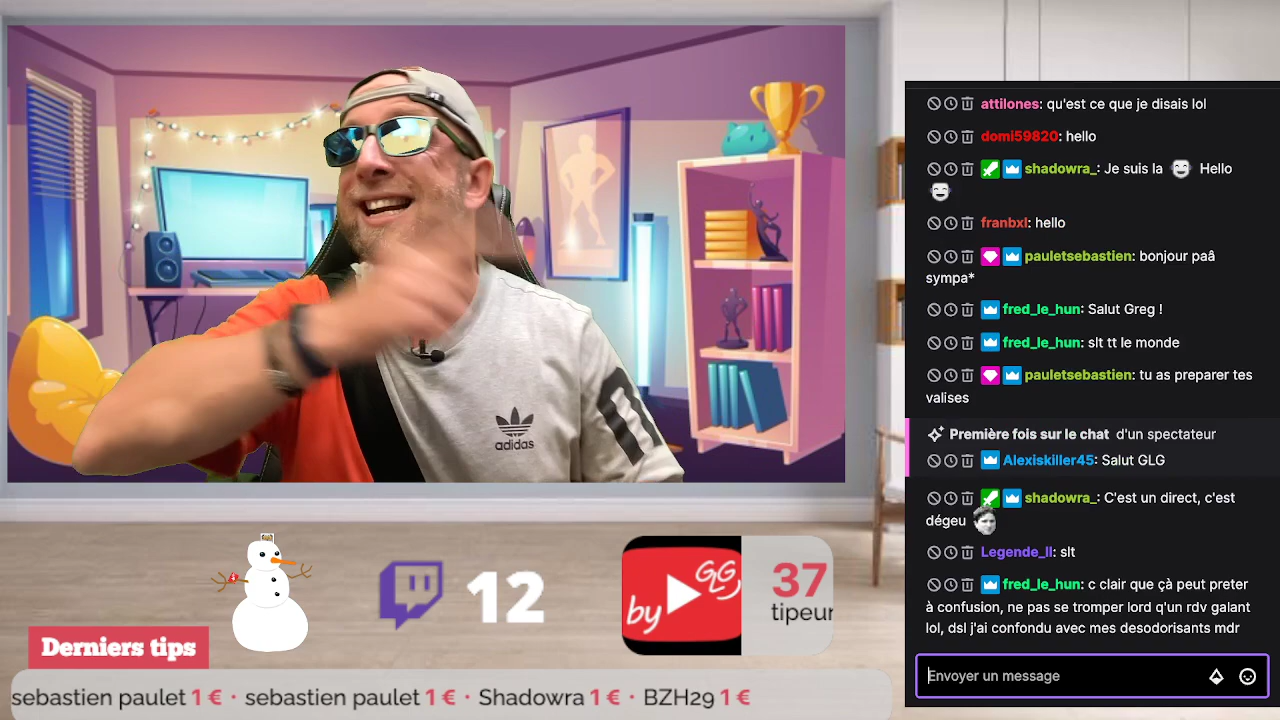 attilones: qu'est ce que je disais lol
domi59820: hello
shadowra_: Je suis la Hello
franbxl: hello
pauletsebastien: bonjour paâ
sympa*
fred_le_hun: Salut Greg !
fred_le_hun: slt tt le monde
pauletsebastien: tu as preparer tes
valises
Première fois sur le chat d'un spectateur
Alexiskiller45: Salut GLG
shadowra_: C'est un direct, c'est
dégeu
Legende_ll: slt
fred_le_hun: c clair que çà peut preter
à confusion, ne pas se tromper lord q'un rdv galant
lol, dsl j'ai confondu avec mes desodorisants mdr
Envoyer un message
adidas
12
by GG
37
tipeur
Derniers tips
sebastien paulet 1 € · sebastien paulet 1 € · Shadowra 1 € · BZH29 1 €